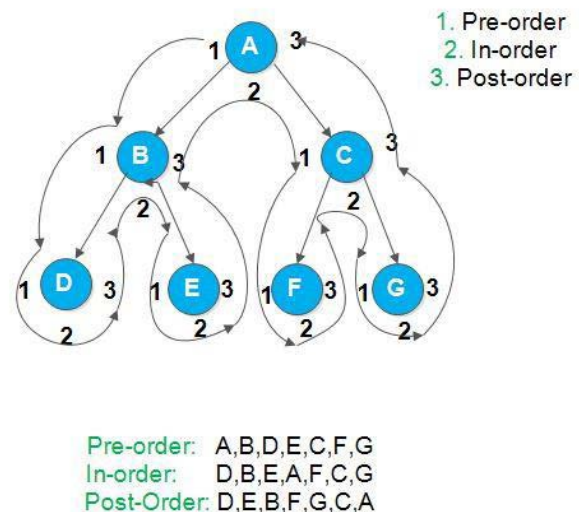 1. Pre-order
2. In-order
3. Post-order
1 A 3
2
1 B 3
1 C 3
2
2
1 D 3
2
1 E 3
2
1 F 3
2
1 G 3
2
Pre-order: A,B,D,E,C,F,G
In-order: D,B,E,A,F,C,G
Post-Order: D,E,B,F,G,C,A